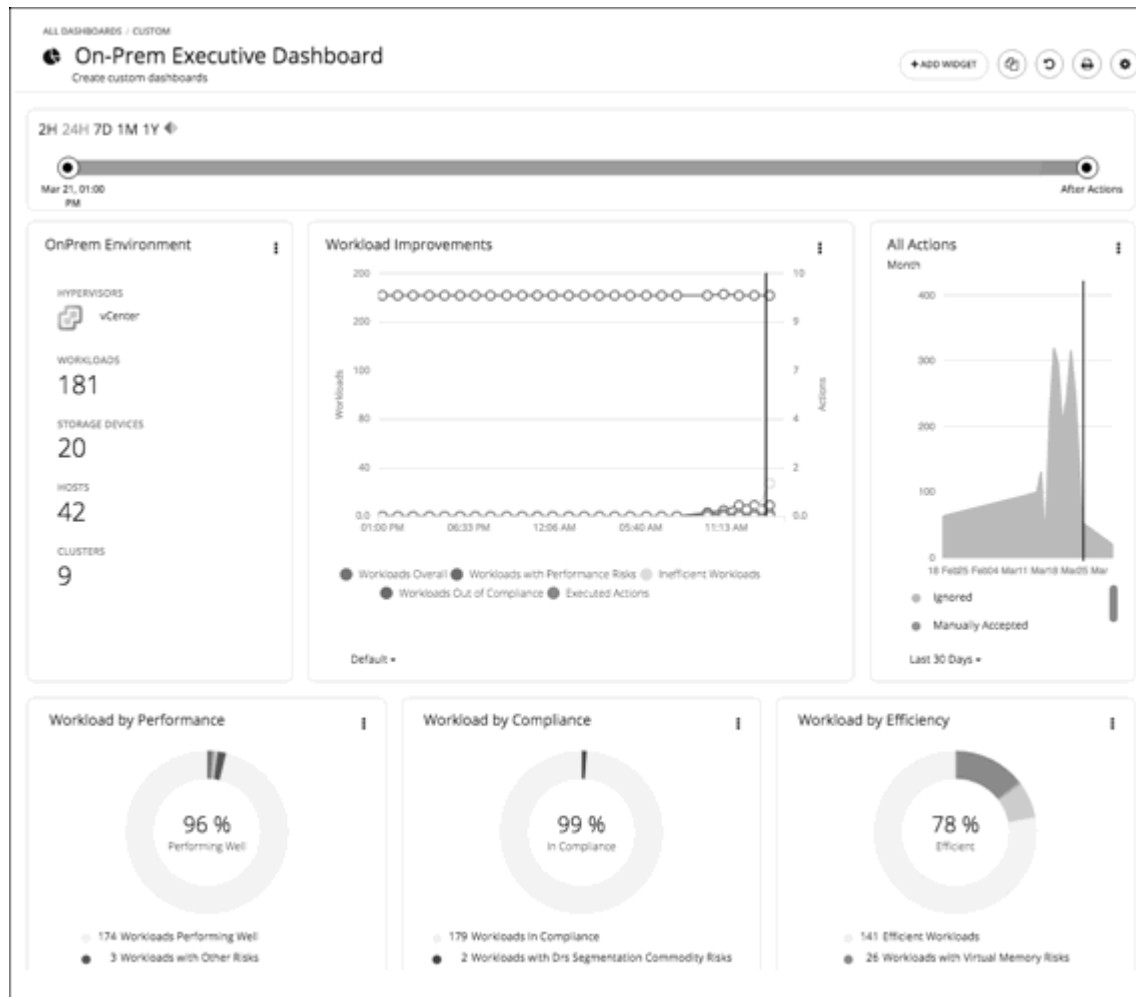 ALL DASHBOARDS / CUSTOM
On-Prem Executive Dashboard
Create custom dashboards
+ ADD WIDGET
2H 24H 7D 1M 1Y
Mar 21, 01:00
PM
After Actions
OnPrem Environment
HYPERVISORS
vCenter
WORKLOADS
181
STORAGE DEVICES
20
HOSTS
42
CLUSTERS
9
Workload Improvements
200
200
100
80
40
0.0
Workloads
10
9
7
4
2
0.0
Actions
01:00 PM 06:33 PM 12:06 AM 05:40 AM 11:13 AM
Workloads Overall Workloads with Performance Risks Inefficient Workloads
Workloads Out of Compliance Executed Actions
Default
All Actions
Month
400
300
200
100
0
18 Feb25 Feb04 Mar11 Mar18 Mar25 Mar
Ignored
Manually Accepted
Last 30 Days
Workload by Performance
96 %
Performing Well
174 Workloads Performing Well
3 Workloads with Other Risks
Workload by Compliance
99 %
In Compliance
179 Workloads In Compliance
2 Workloads with Drs Segmentation Commodity Risks
Workload by Efficiency
78 %
Efficient
141 Efficient Workloads
26 Workloads with Virtual Memory Risks